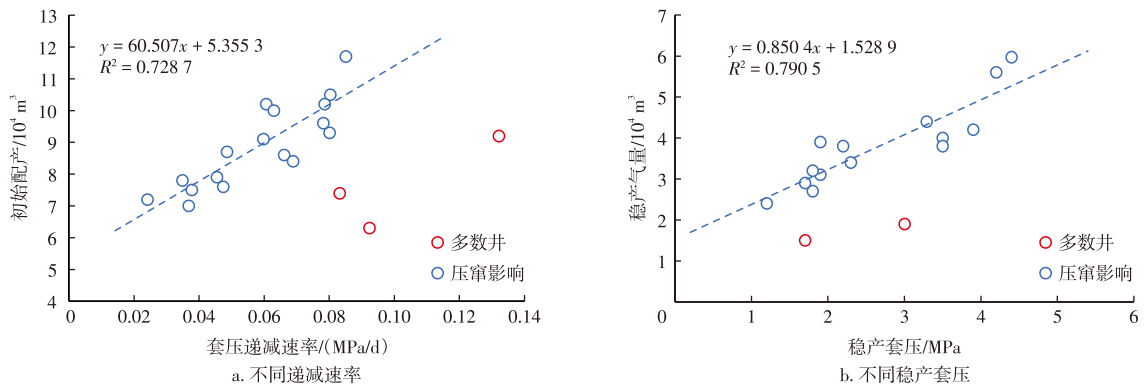 13
12
11
10
9
8
7
6
5
4
初始配产/10⁴ m³
y = 60.507x + 5.355 3
R² = 0.728 7
多数井
压窜影响
0
0.02
0.04
0.06
0.08
0.10
0.12
0.14
套压递减速率/(MPa/d)
a. 不同递减速率
7
6
5
4
3
2
1
稳产气量/10⁴ m³
y = 0.850 4x + 1.528 9
R² = 0.790 5
多数井
压窜影响
0
1
2
3
4
5
6
稳产套压/MPa
b. 不同稳产套压